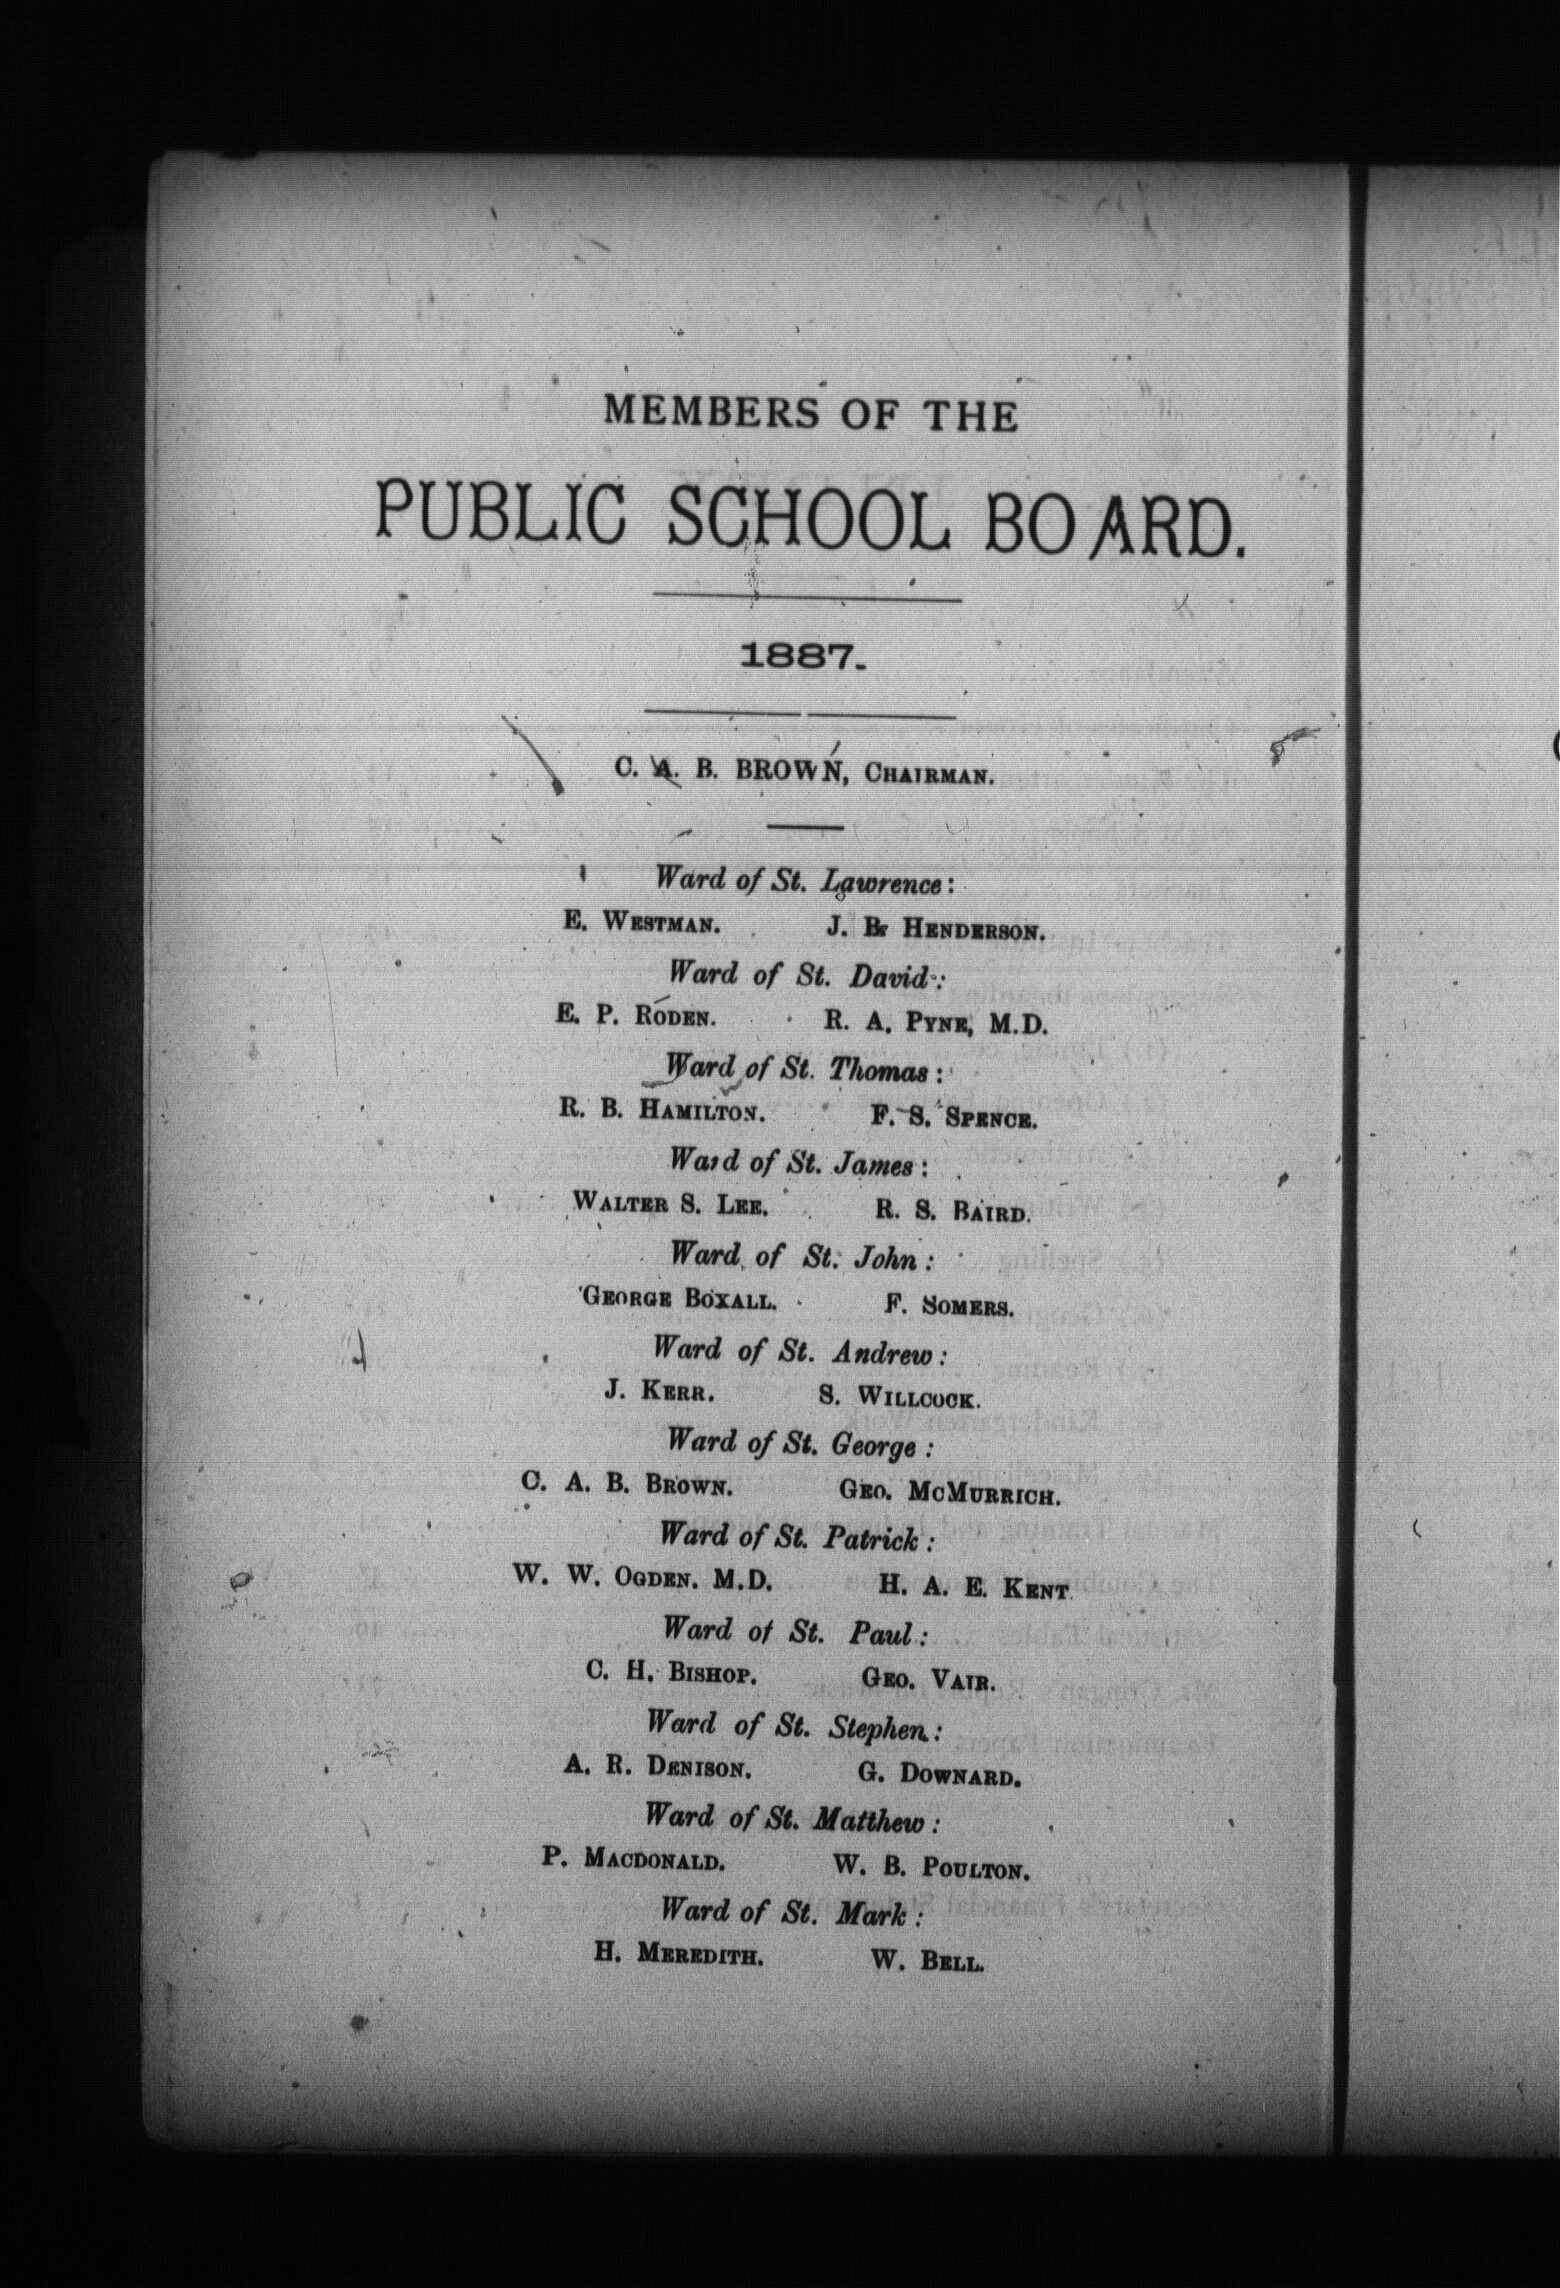 MEMBERS OF THE
PUBLIC SCHOOL BOARD.
1887.
C. A. B. BROWN, CHAIRMAN.
Ward of St. Lawrence:
E. WESTMAN. J. B. HENDERSON.
Ward of St. David:
E. P. RODEN. R. A. PYNE, M.D.
Ward of St. Thomas:
R. B. HAMILTON. F. S. SPENCE.
Ward of St. James:
WALTER S. LEE. R. S. BAIRD.
Ward of St. John:
GEORGE BOXALL. F. SOMERS.
Ward of St. Andrew:
J. KERR. S. WILLCOCK.
Ward of St. George:
C. A. B. BROWN. GEO. MCMURRICH.
Ward of St. Patrick:
W. W. OGDEN. M.D. H. A. E. KENT.
Ward of St. Paul:
C. H. BISHOP. GEO. VAIR.
Ward of St. Stephen:
A. R. DENISON. G. DOWNARD.
Ward of St. Matthew:
P. MACDONALD. W. B. POULTON.
Ward of St. Mark:
H. MEREDITH. W. BELL.